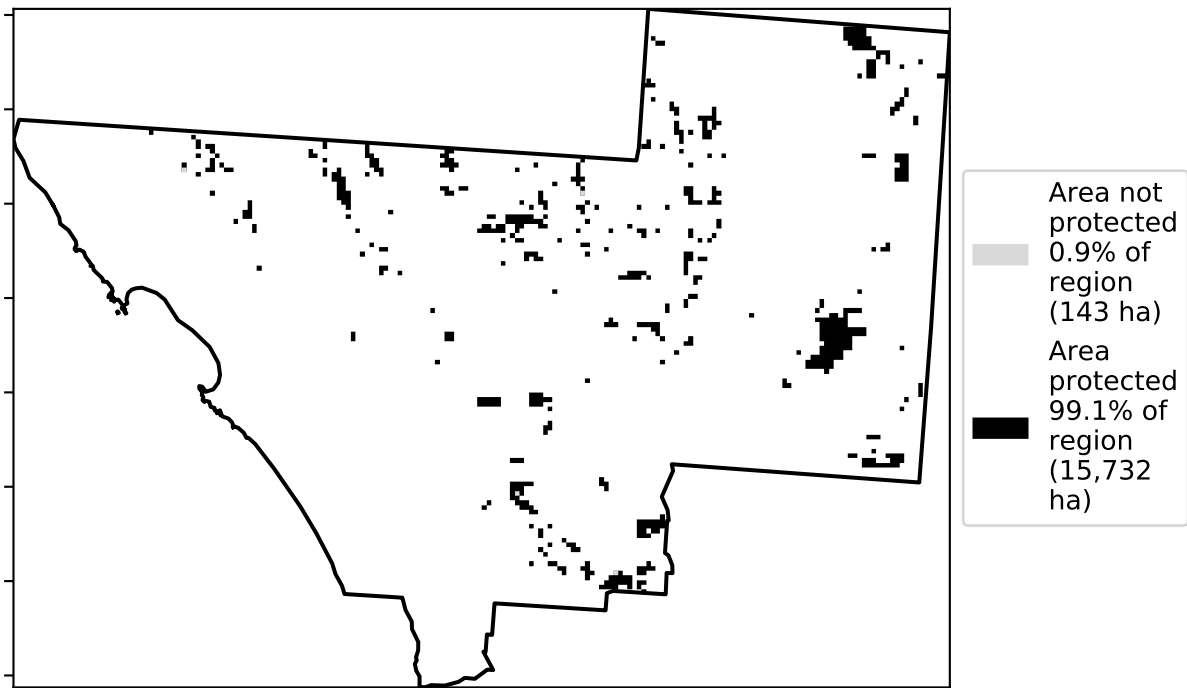 Area not
protected
0.9% of
region
(143 ha)
Area
protected
99.1% of
region
(15,732
ha)